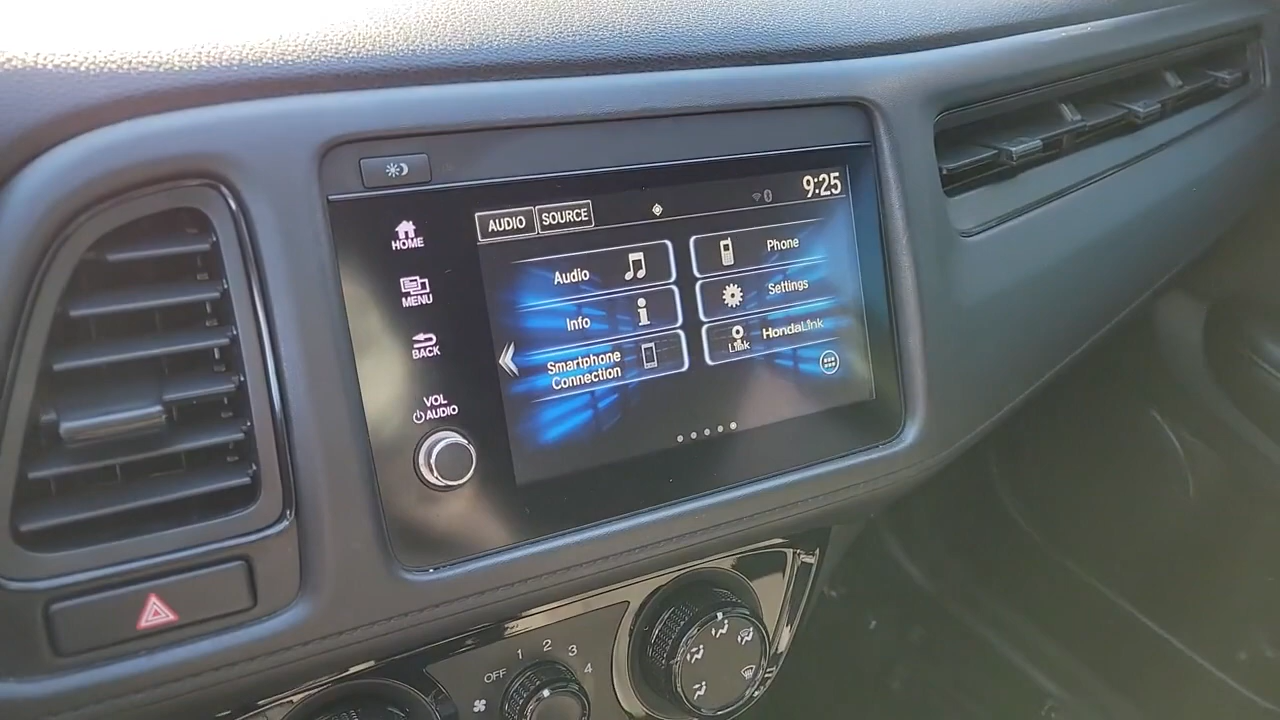 9:25
AUDIO
SOURCE
HOME
MENU
BACK
VOL
AUDIO
Audio
Phone
Info
Settings
Smartphone
Connection
Link
HondaLink
OFF
1
2
3
4